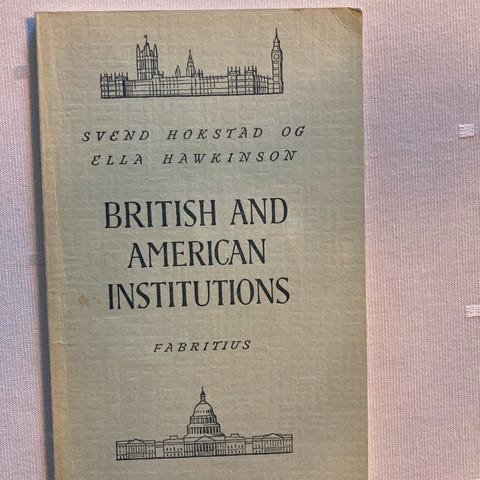 SVEND HOKSTAD OG
ELLA HAWKINSON
BRITISH AND
AMERICAN
INSTITUTIONS
FABRITIUS